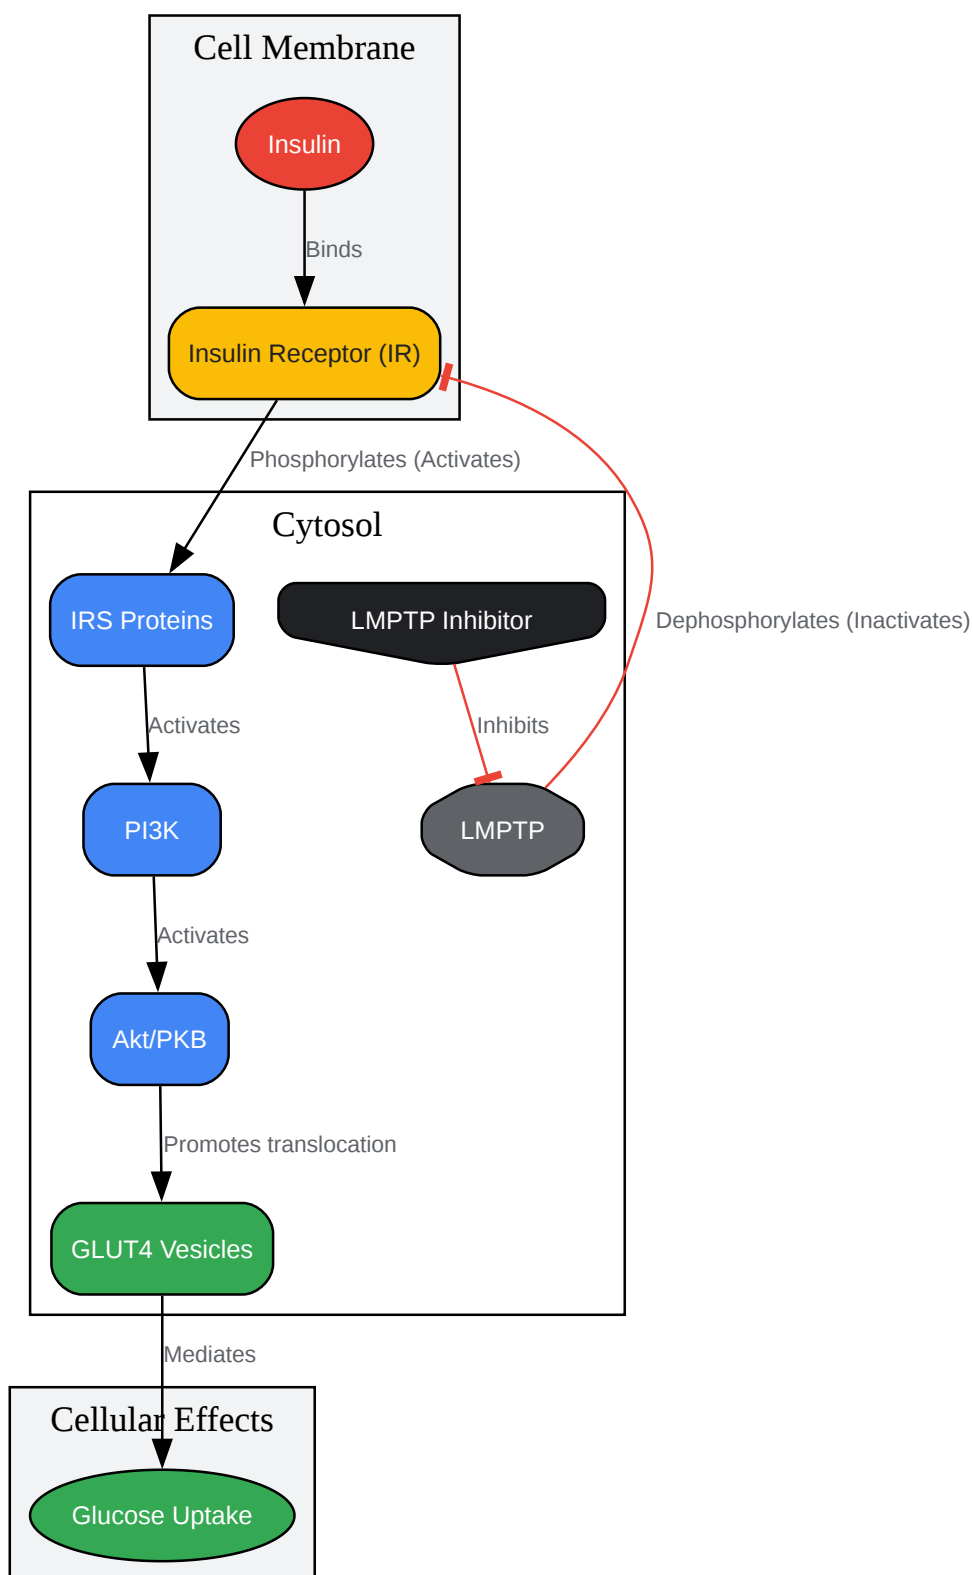 Cell Membrane
Insulin
Binds
Insulin Receptor (IR)
Phosphorylates (Activates)
Cytosol
IRS Proteins
LMPTP Inhibitor
Dephosphorylates (Inactivates)
Activates
Inhibits
PI3K
LMPTP
Activates
Akt/PKB
Promotes translocation
GLUT4 Vesicles
Mediates
Cellular Effects
Glucose Uptake